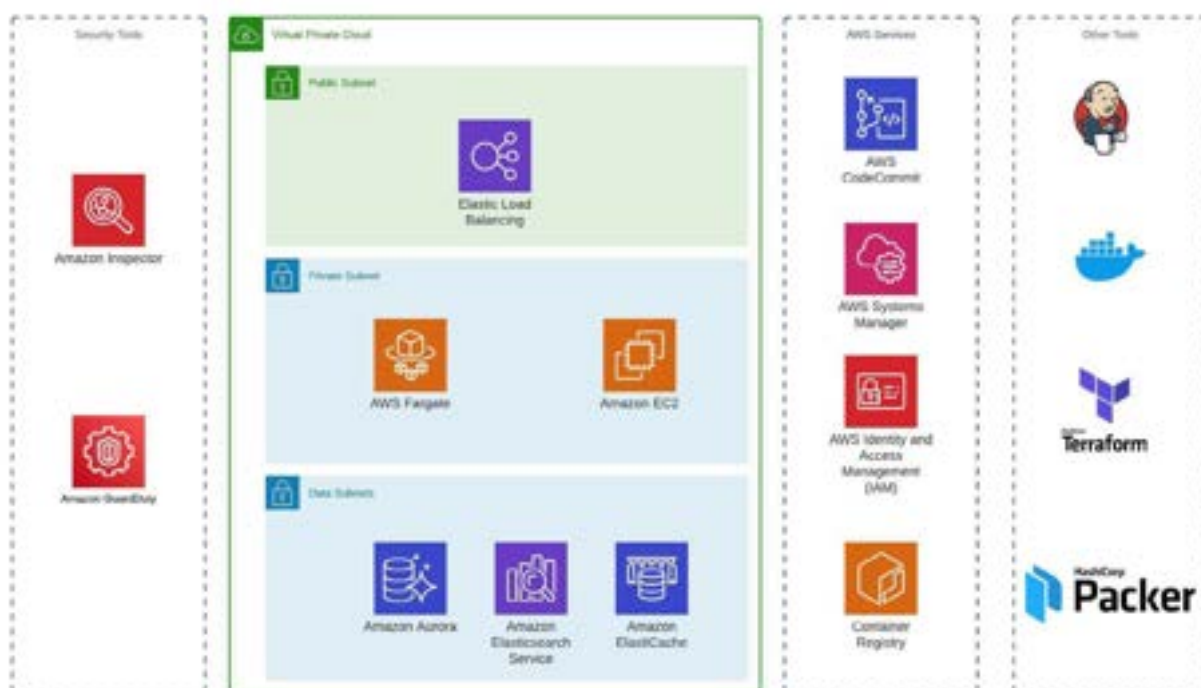 Security Tools
Amazon Inspector
Amazon GuardDuty
Virtual Private Cloud
Public Subnet
Elastic Load
Balancing
Private Subnet
AWS Fargate
Amazon EC2
Data Subnets
Amazon Aurora
Amazon
Elasticsearch
Service
Amazon
ElastiCache
AWS Services
AWS
CodeCommit
AWS Systems
Manager
AWS Identity and
Access
Management
(IAM)
Container
Registry
Other Tools
Terraform
HashiCorp
Packer